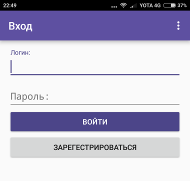 22:49 ... YOTA 4G 37%
Вход
Логин:
Пароль:
ВОЙТИ
ЗАРЕГЕСТРИРОВАТЬСЯ